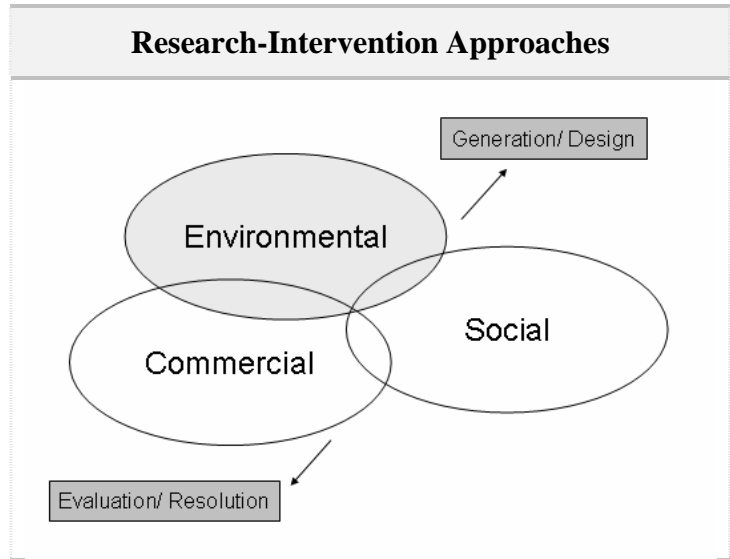 Research-Intervention Approaches
Generation/ Design
Environmental
Social
Commercial
Evaluation/ Resolution